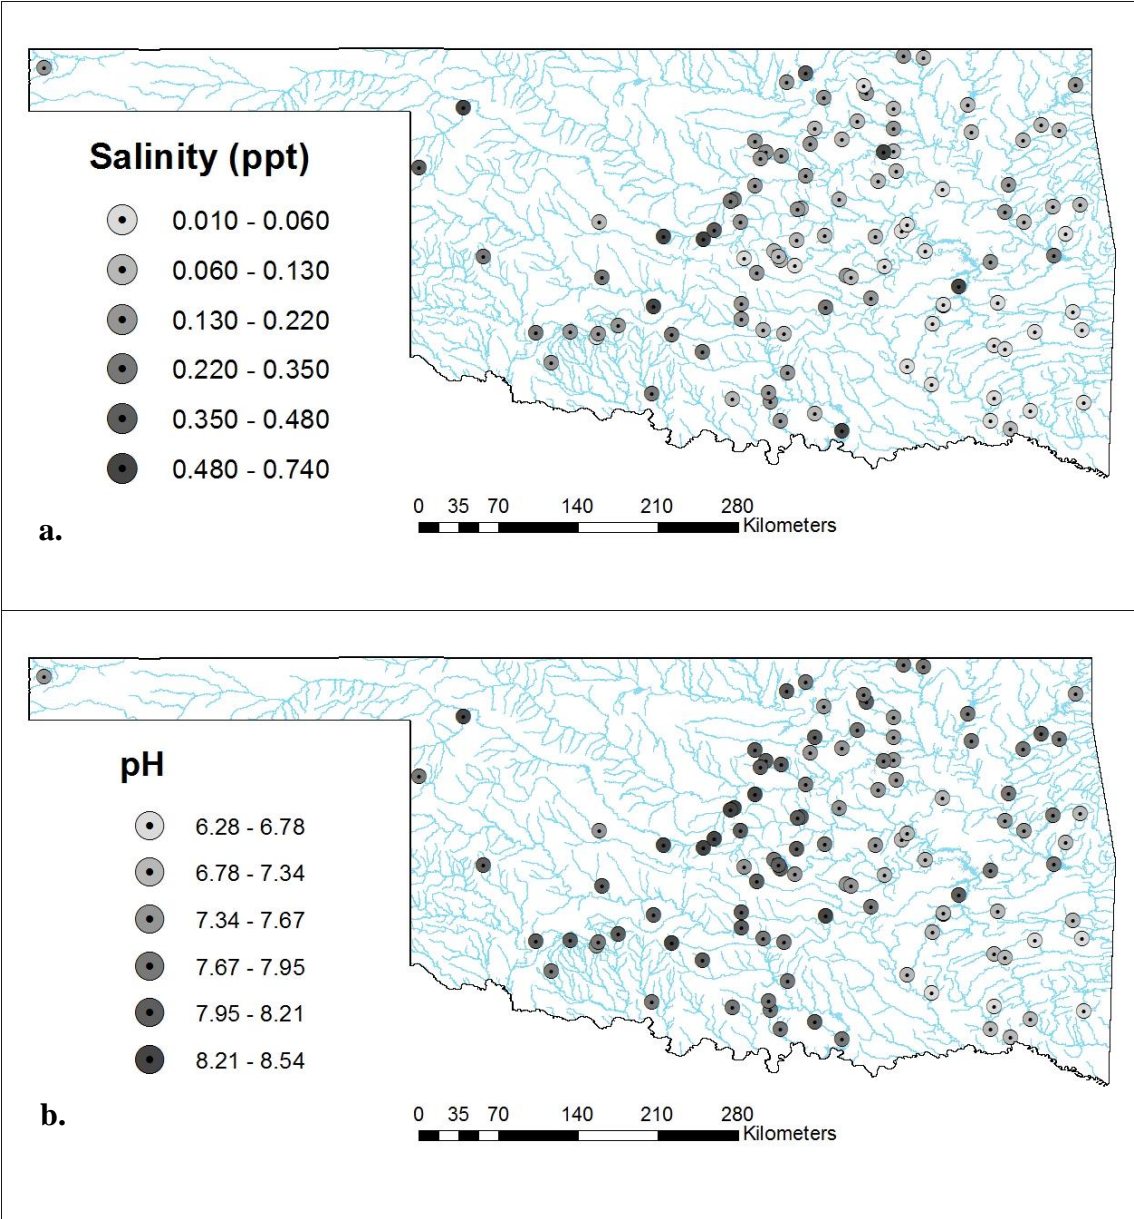 Salinity (ppt)
0.010 - 0.060
0.060 - 0.130
0.130 - 0.220
0.220 - 0.350
0.350 - 0.480
0.480 - 0.740
0 35 70 140 210 280
Kilometers
a.
pH
6.28 - 6.78
6.78 - 7.34
7.34 - 7.67
7.67 - 7.95
7.95 - 8.21
8.21 - 8.54
0 35 70 140 210 280
Kilometers
b.